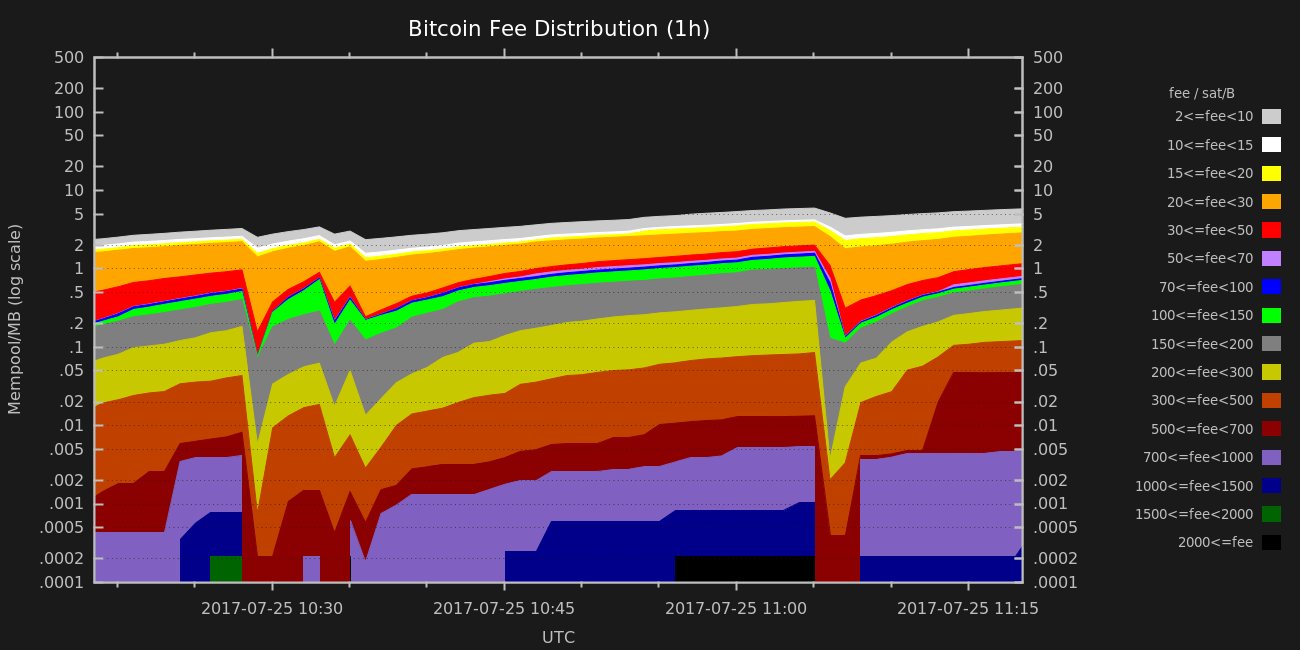 Bitcoin Fee Distribution (1h)
Mempool/MB (log scale)
500
200
100
50
20
10
5
2
1
.5
.2
.1
.05
.02
.01
.005
.002
.001
.0005
.0002
.0001
500
200
100
50
20
10
5
2
1
.5
.2
.1
.05
.02
.01
.005
.002
.001
.0005
.0002
.0001
2017-07-25 10:30 2017-07-25 10:45 2017-07-25 11:00 2017-07-25 11:15
UTC
fee / sat/B
2<=fee<10
10<=fee<15
15<=fee<20
20<=fee<30
30<=fee<50
50<=fee<70
70<=fee<100
100<=fee<150
150<=fee<200
200<=fee<300
300<=fee<500
500<=fee<700
700<=fee<1000
1000<=fee<1500
1500<=fee<2000
2000<=fee